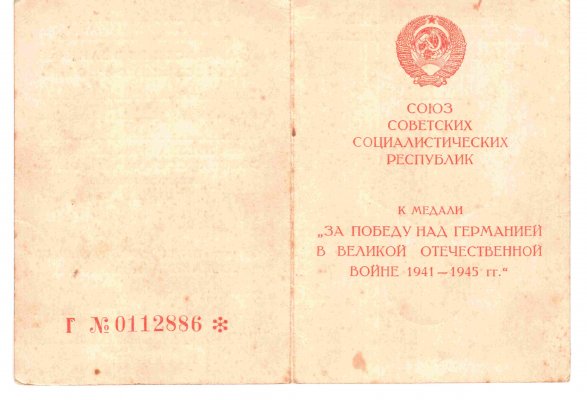 СОЮЗ
СОВЕТСКИХ
СОЦИАЛИСТИЧЕСКИХ
РЕСПУБЛИК
К МЕДАЛИ
„ЗА ПОБЕДУ НАД ГЕРМАНИЕЙ
В ВЕЛИКОЙ ОТЕЧЕСТВЕННОЙ
ВОЙНЕ 1941—1945 гг.“
Г №0112886 ✻